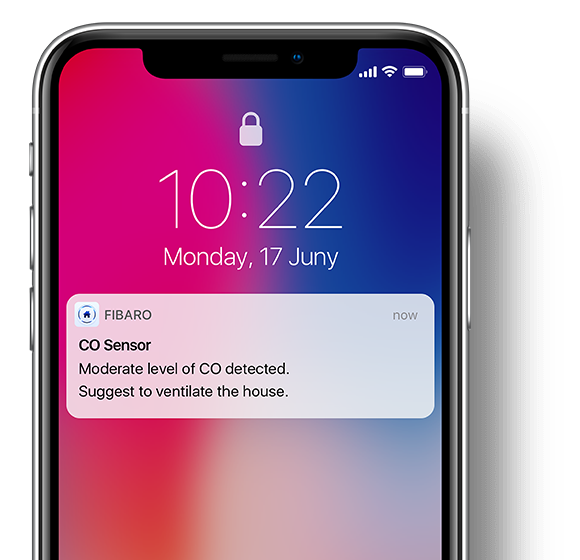 10:22
Monday, 17 Juny
FIBARO now
CO Sensor
Moderate level of CO detected.
Suggest to ventilate the house.